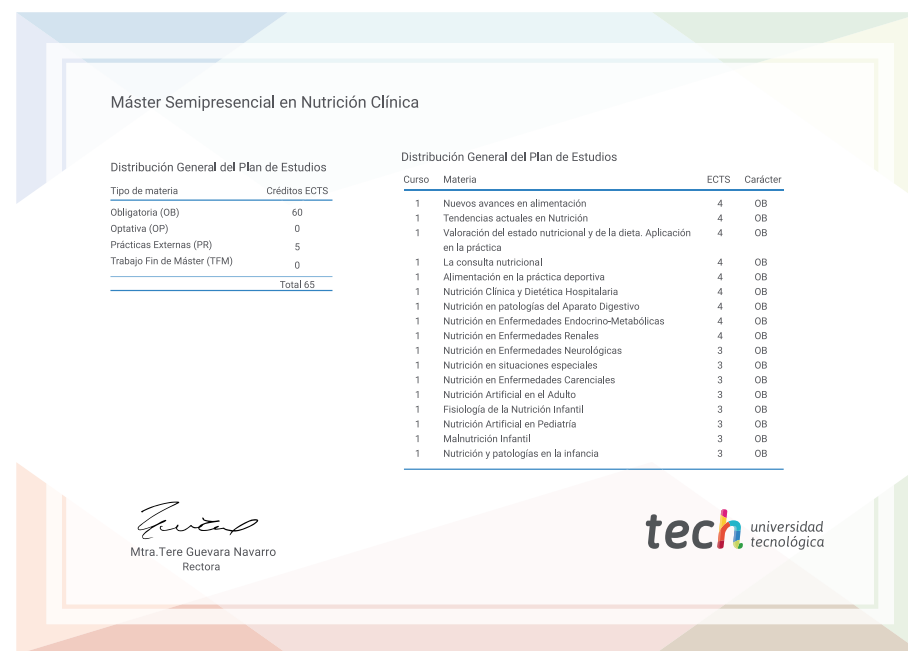 Máster Semipresencial en Nutrición Clínica
Distribución General del Plan de Estudios
Tipo de materia Créditos ECTS
Obligatoria (OB) 60
Optativa (OP) 0
Prácticas Externas (PR) 5
Trabajo Fin de Máster (TFM) 0
Total 65
Distribución General del Plan de Estudios
Curso Materia ECTS Carácter
1 Nuevos avances en alimentación 4 OB
1 Tendencias actuales en Nutrición 4 OB
1 Valoración del estado nutricional y de la dieta. Aplicación 4 OB
en la práctica
1 La consulta nutricional 4 OB
1 Alimentación en la práctica deportiva 4 OB
1 Nutrición Clínica y Dietética Hospitalaria 4 OB
1 Nutrición en patologías del Aparato Digestivo 4 OB
1 Nutrición en Enfermedades Endocrino-Metabólicas 4 OB
1 Nutrición en Enfermedades Renales 4 OB
1 Nutrición en Enfermedades Neurológicas 3 OB
1 Nutrición en situaciones especiales 3 OB
1 Nutrición en Enfermedades Carenciales 3 OB
1 Nutrición Artificial en el Adulto 3 OB
1 Fisiología de la Nutrición Infantil 3 OB
1 Nutrición Artificial en Pediatría 3 OB
1 Malnutrición Infantil 3 OB
1 Nutrición y patologías en la infancia 3 OB
Mtra.Tere Guevara Navarro
Rectora
tech universidad
tecnológica